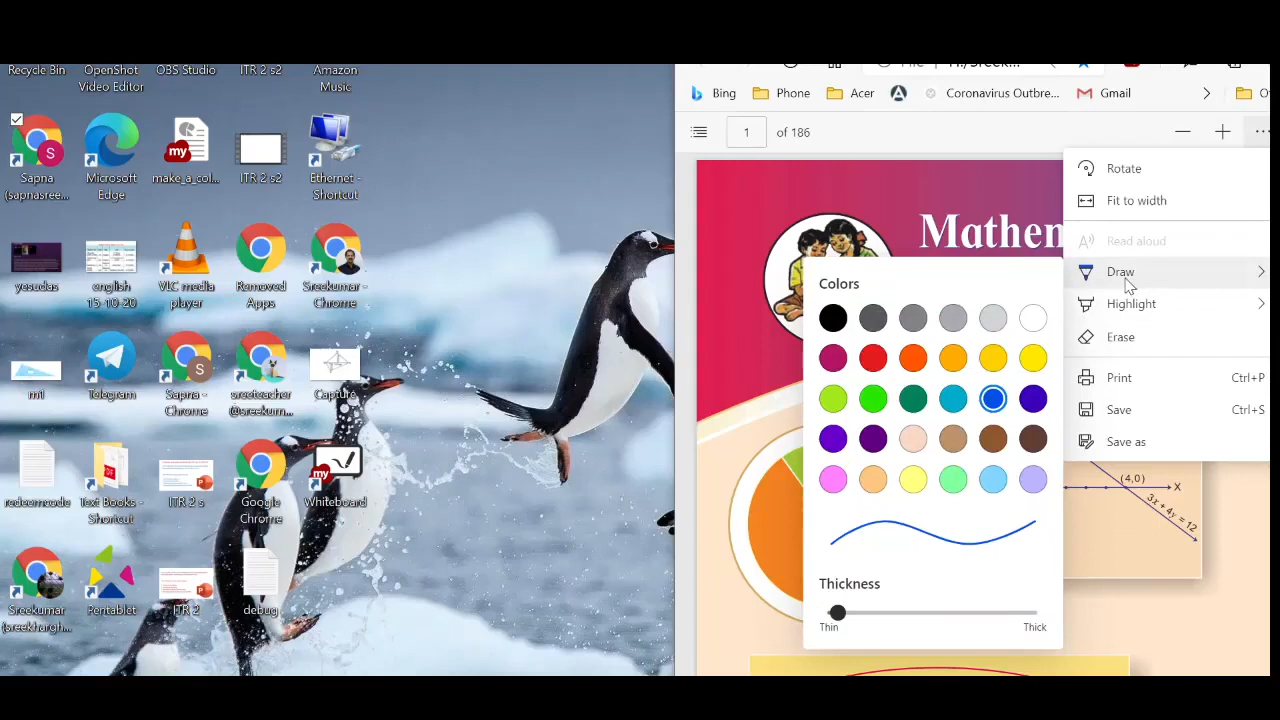 Recycle Bin
OpenShot Video Editor
OBS Studio
ITR 2 s2
Amazon Music
Sapna (sapnasree...
Microsoft Edge
make_a_col...
ITR 2 s2
Ethernet - Shortcut
yesudas
english 15-10-20
VLC media player
Removed Apps
Sreekumar - Chrome
m1
Telegram
Sapna - Chrome
sreeteacher @sreekum...
Capture
redeemcode
Text Books - Shortcut
ITR 2 s
Google Chrome
Whiteboard
Sreekumar (sreekhargh...
Pentablet
ITR 2
debug
Bing
Phone
Acer
Coronavirus Outbre...
Gmail
1 of 186
Mathem
Rotate
Fit to width
Read aloud
Draw
Highlight
Erase
Print Ctrl+P
Save Ctrl+S
Save as
Colors
Thickness
Thin Thick
(4,0)
X
3x + 4y = 12